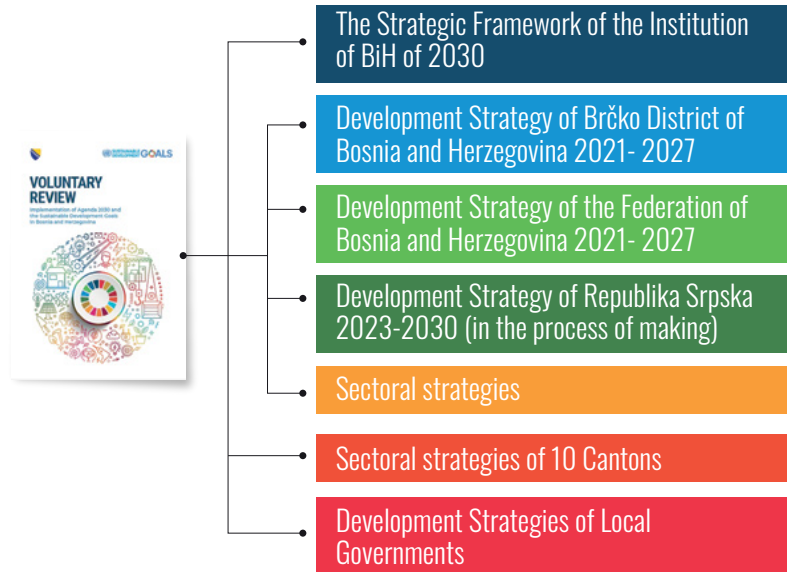 The Strategic Framework of the Institution
of BiH of 2030
Development Strategy of Brčko District of
Bosnia and Herzegovina 2021- 2027
SUSTAINABLE DEVELOPMENT GOALS
VOLUNTARY
REVIEW
Implementation of Agenda 2030 and
the Sustainable Development Goals
in Bosnia and Herzegovina
Development Strategy of the Federation of
Bosnia and Herzegovina 2021- 2027
Development Strategy of Republika Srpska
2023-2030 (in the process of making)
Sectoral strategies
Sectoral strategies of 10 Cantons
Development Strategies of Local
Governments